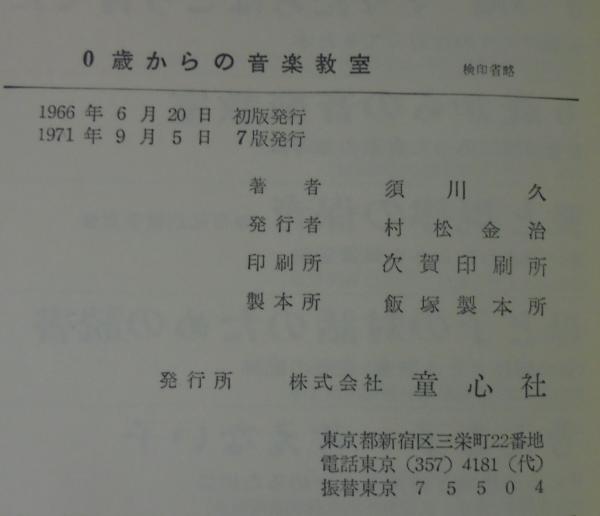 0歳からの音楽教室 検印省略
1966年6月20日 初版発行
1971年9月5日 7版発行
著者 須川久
発行者 村松金治
印刷所 次賀印刷所
製本所 飯塚製本所
発行所 株式会社 童心社
東京都新宿区三栄町22番地
電話東京(357)4181(代)
振替東京 75504